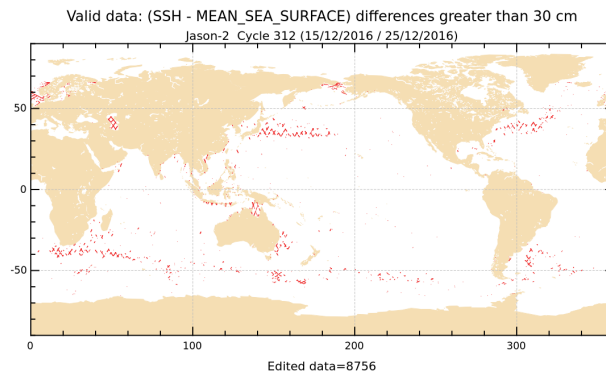 Valid data: (SSH - MEAN_SEA_SURFACE) differences greater than 30 cm
Jason-2 Cycle 312 (15/12/2016 / 25/12/2016)
50
0
-50
0
100
200
300
Edited data=8756